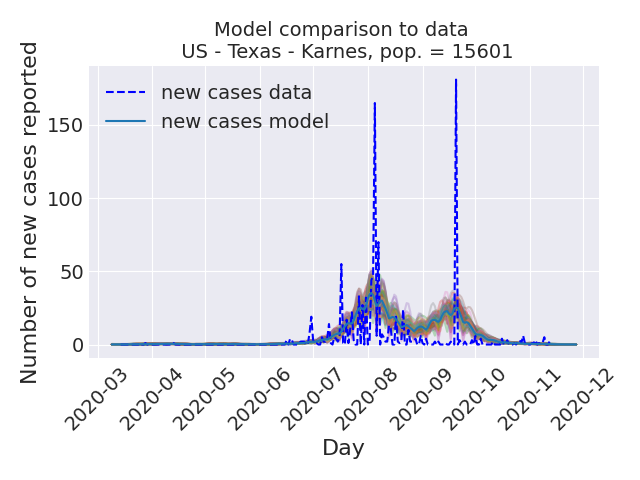 Model comparison to data
US - Texas - Karnes, pop. = 15601
new cases data
new cases model
Number of new cases reported
150
100
50
0
2020-03
2020-04
2020-05
2020-06
2020-07
2020-08
2020-09
2020-10
2020-11
2020-12
Day